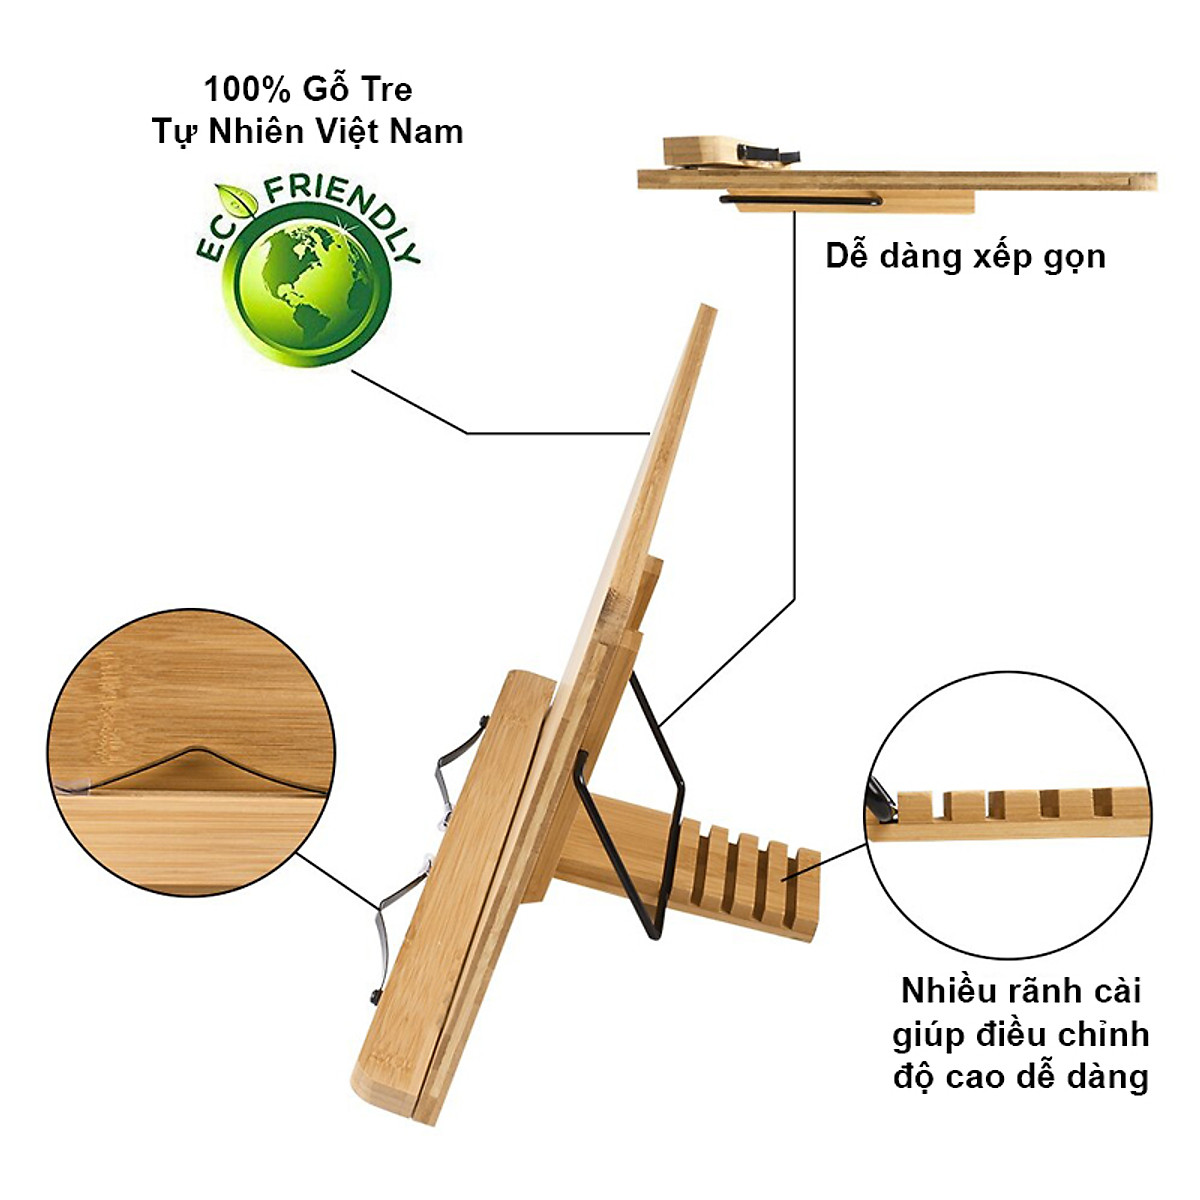 100% Gỗ Tre
Tự Nhiên Việt Nam
ECO FRIENDLY
Dễ dàng xếp gọn
Nhiều rãnh cài
giúp điều chỉnh
độ cao dễ dàng